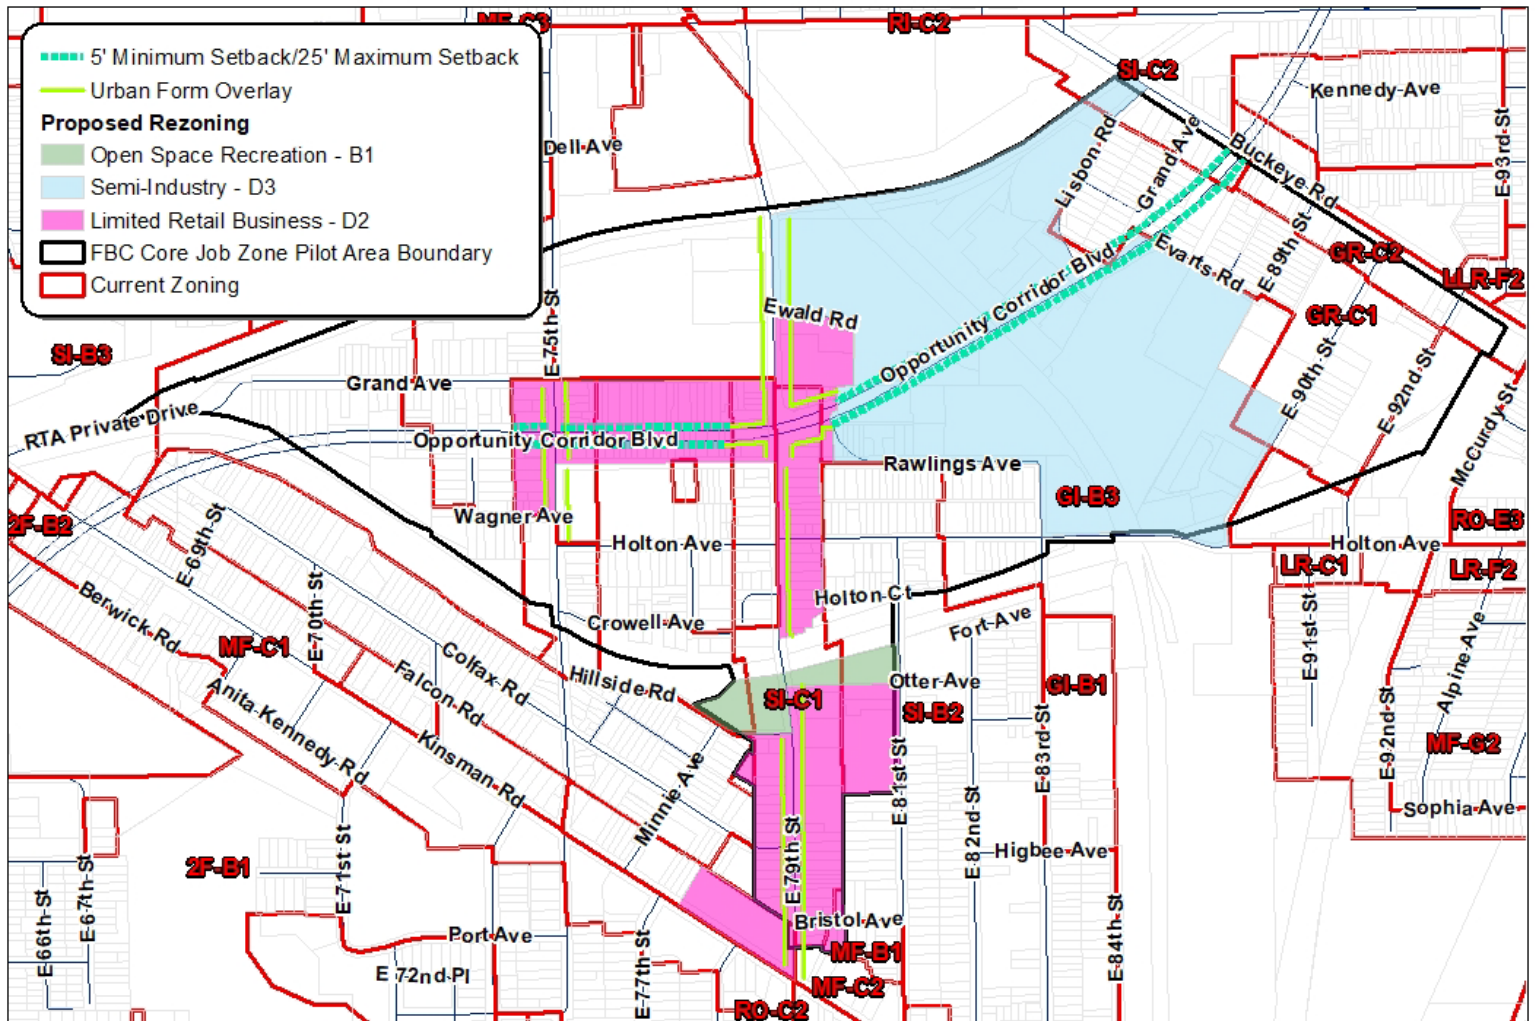 MF-C3
RI-C2
5' Minimum Setback/25' Maximum Setback
Urban Form Overlay
Proposed Rezoning
Open Space Recreation - B1
Semi-Industry - D3
Limited Retail Business - D2
FBC Core Job Zone Pilot Area Boundary
Current Zoning
SI-C2
Kennedy Ave
Dell Ave
Lisbon Rd
Grand Ave
Buckeye Rd
E 93rd St
Evarts Rd
E 89th St
GR-C2
LLR-F2
GR-C1
Ewald Rd
Opportunity Corridor Blvd
E 75th St
SI-B3
Grand Ave
E 90th St
E 92nd St
McCurdy St
RTA Private Drive
Opportunity Corridor Blvd
Rawlings Ave
GI-B3
2F-B2
Wagner Ave
RO-E3
E 69th St
Holton Ave
Holton Ave
LR-C1
LR-F2
Berwick Rd
E 70th St
Holton Ct
Crowell Ave
Fort Ave
E 91st St
Alpine Ave
MF-C1
Colfax Rd
Falcon Rd
Hillside Rd
Otter Ave
SI-C1
SI-B2
GI-B1
Anita Kennedy Rd
Kinsman Rd
E 81st St
E 83rd St
E 92nd St
MF-G2
Minnie Ave
E 82nd St
Sophia Ave
E 71st St
E 79th St
Higbee Ave
2F-B1
E 66th St
E 67th St
Port Ave
Bristol Ave
E 84th St
MF-B1
E 72nd Pl
E 77th St
MF-C2
RO-C2